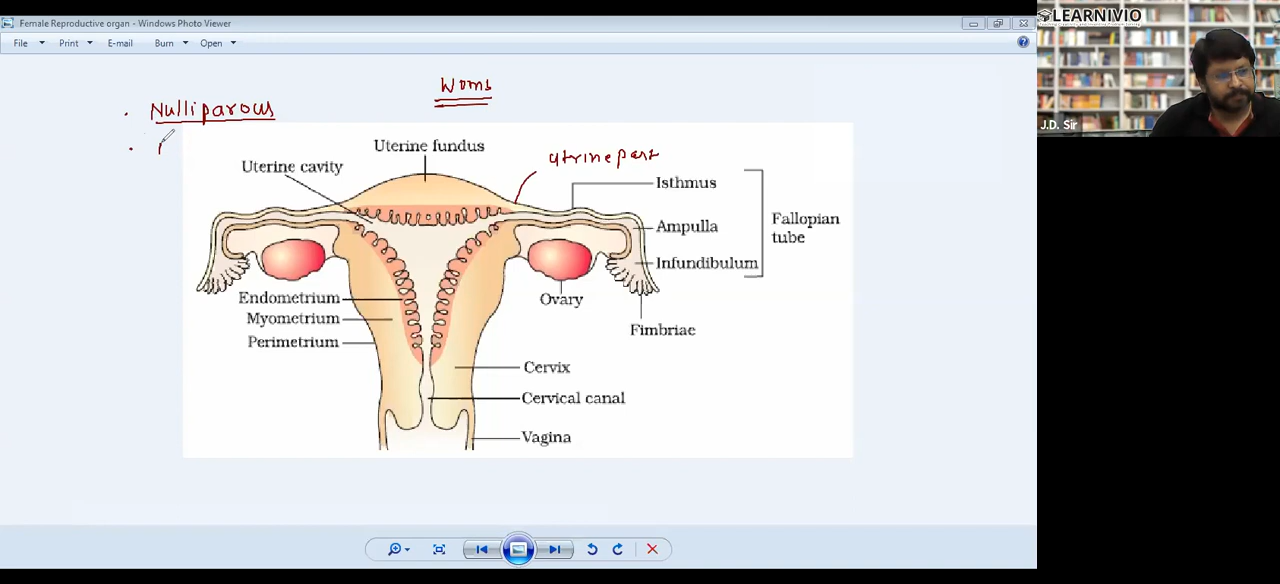 Female Reproductive organ - Windows Photo Viewer
File Print E-mail Burn Open
LEARNIVIO
J.D. Sir
Woms
Nulliparous
Uterine fundus
Uterine cavity
utrine part
Isthmus
Ampulla
Infundibulum
Fallopian
tube
Ovary
Fimbriae
Endometrium
Myometrium
Perimetrium
Cervix
Cervical canal
Vagina